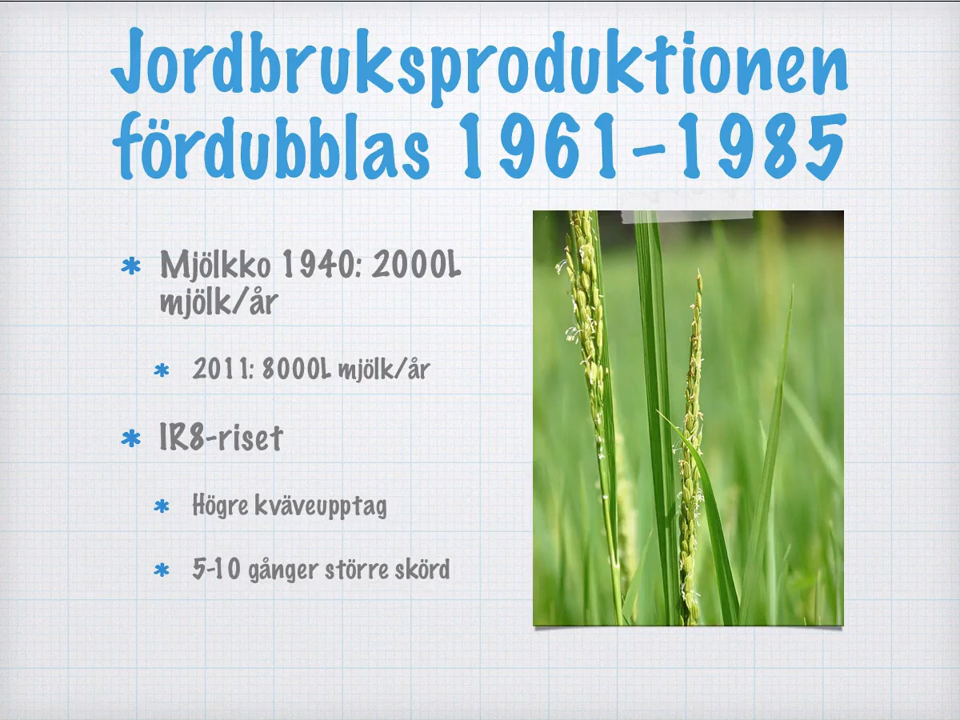 Jordbruksproduktionen
fördubblas 1961-1985
* Mjölkko 1940: 2000L
mjölk/år
* 2011: 8000L mjölk/år
* IR8-riset
* Högre kväveupptag
* 5-10 gånger större skörd